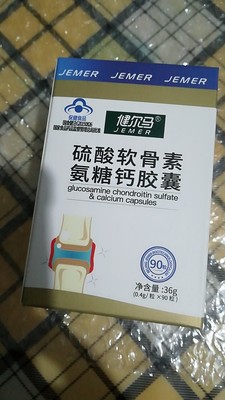 JEMER JEMER JEMER
保健食品
健尔马
JEMER
硫酸软骨素
氨糖钙胶囊
glucosamine chondroitin sulfate
& calcium capsules
90粒
净含量:36g
(0.4g/粒×90粒)